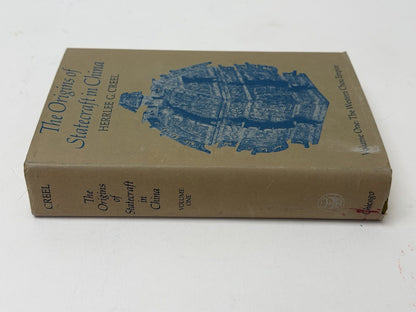 The Origins of
Statecraft in China
HERRLEE G. CREEL
Volume One: The Western Chou Empire
CREEL
The
Origins
of
Statecraft
in
China
VOLUME
ONE
Chicago